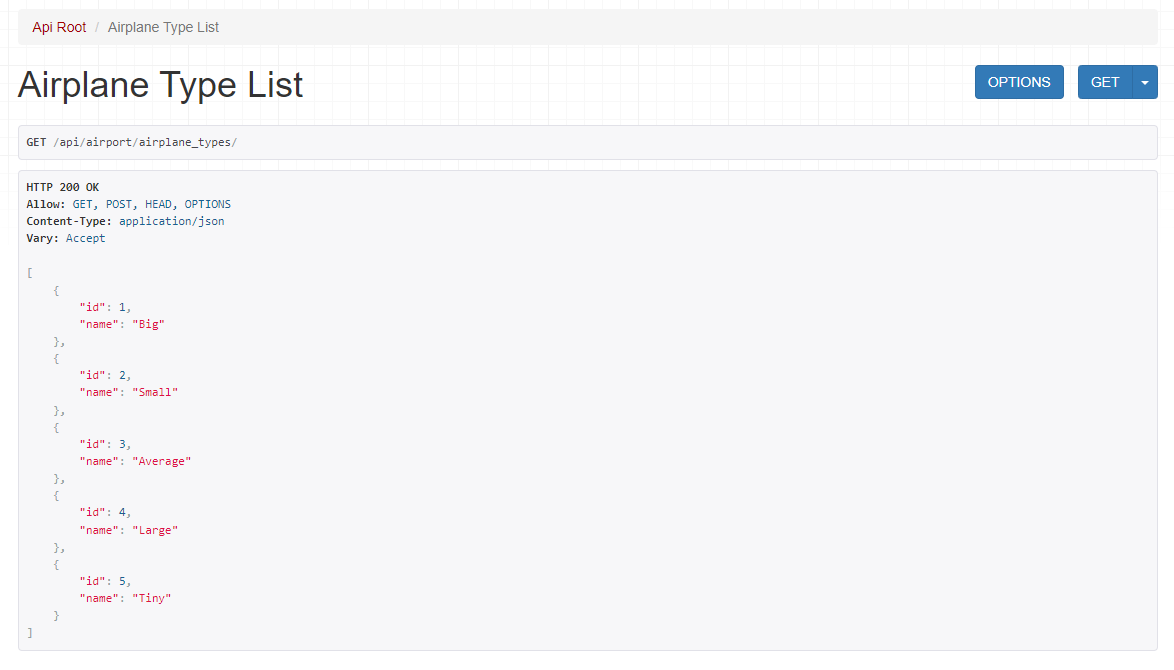 Api Root / Airplane Type List
Airplane Type List
OPTIONS
GET
GET /api/airport/airplane_types/
HTTP 200 OK
Allow: GET, POST, HEAD, OPTIONS
Content-Type: application/json
Vary: Accept
[
    {
        "id": 1,
        "name": "Big"
    },
    {
        "id": 2,
        "name": "Small"
    },
    {
        "id": 3,
        "name": "Average"
    },
    {
        "id": 4,
        "name": "Large"
    },
    {
        "id": 5,
        "name": "Tiny"
    }
]